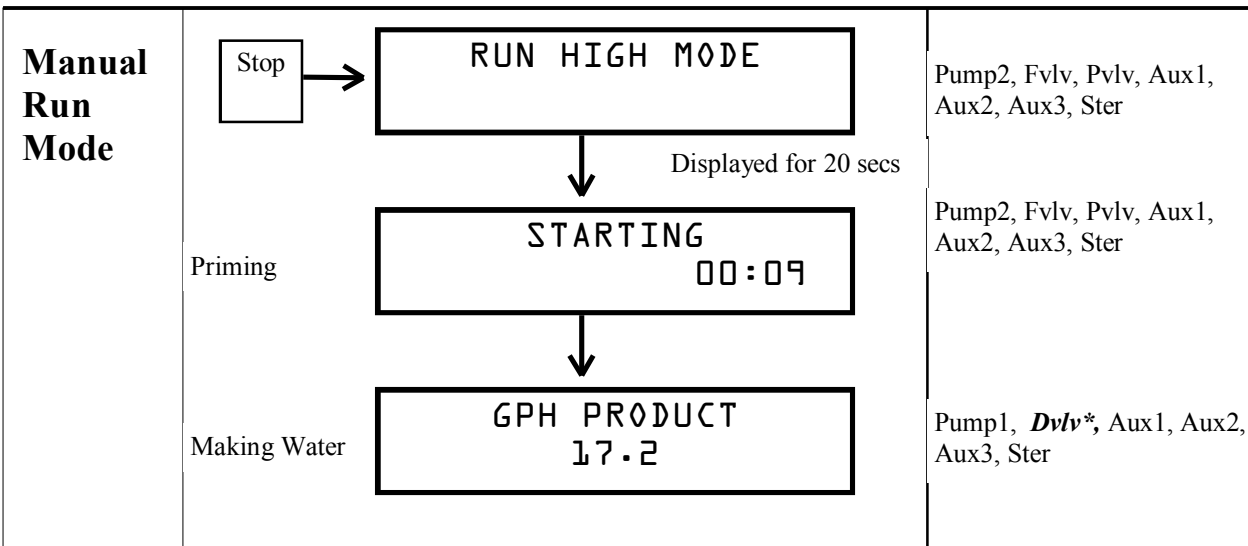 Manual
Run
Mode
Stop
RUN HIGH MODE
Displayed for 20 secs
Pump2, Fvlv, Pvlv, Aux1,
Aux2, Aux3, Ster
Priming
STARTING
00:09
Pump2, Fvlv, Pvlv, Aux1,
Aux2, Aux3, Ster
Making Water
GPH PRODUCT
17.2
Pump1, Dvlv*, Aux1, Aux2,
Aux3, Ster